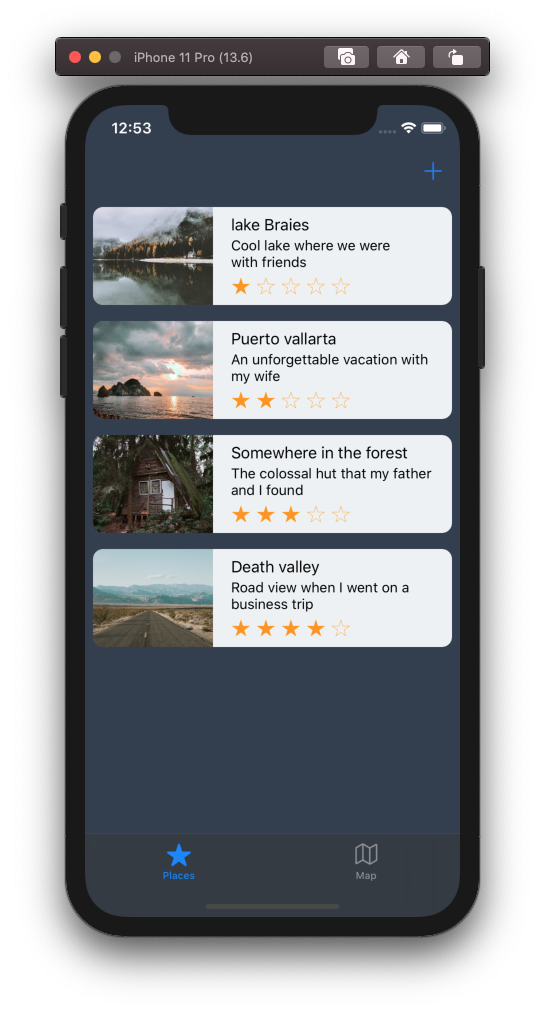 iPhone 11 Pro (13.6)
12:53
lake Braies
Cool lake where we were
with friends
Puerto vallarta
An unforgettable vacation with
my wife
Somewhere in the forest
The colossal hut that my father
and I found
Death valley
Road view when I went on a
business trip
Places
Map